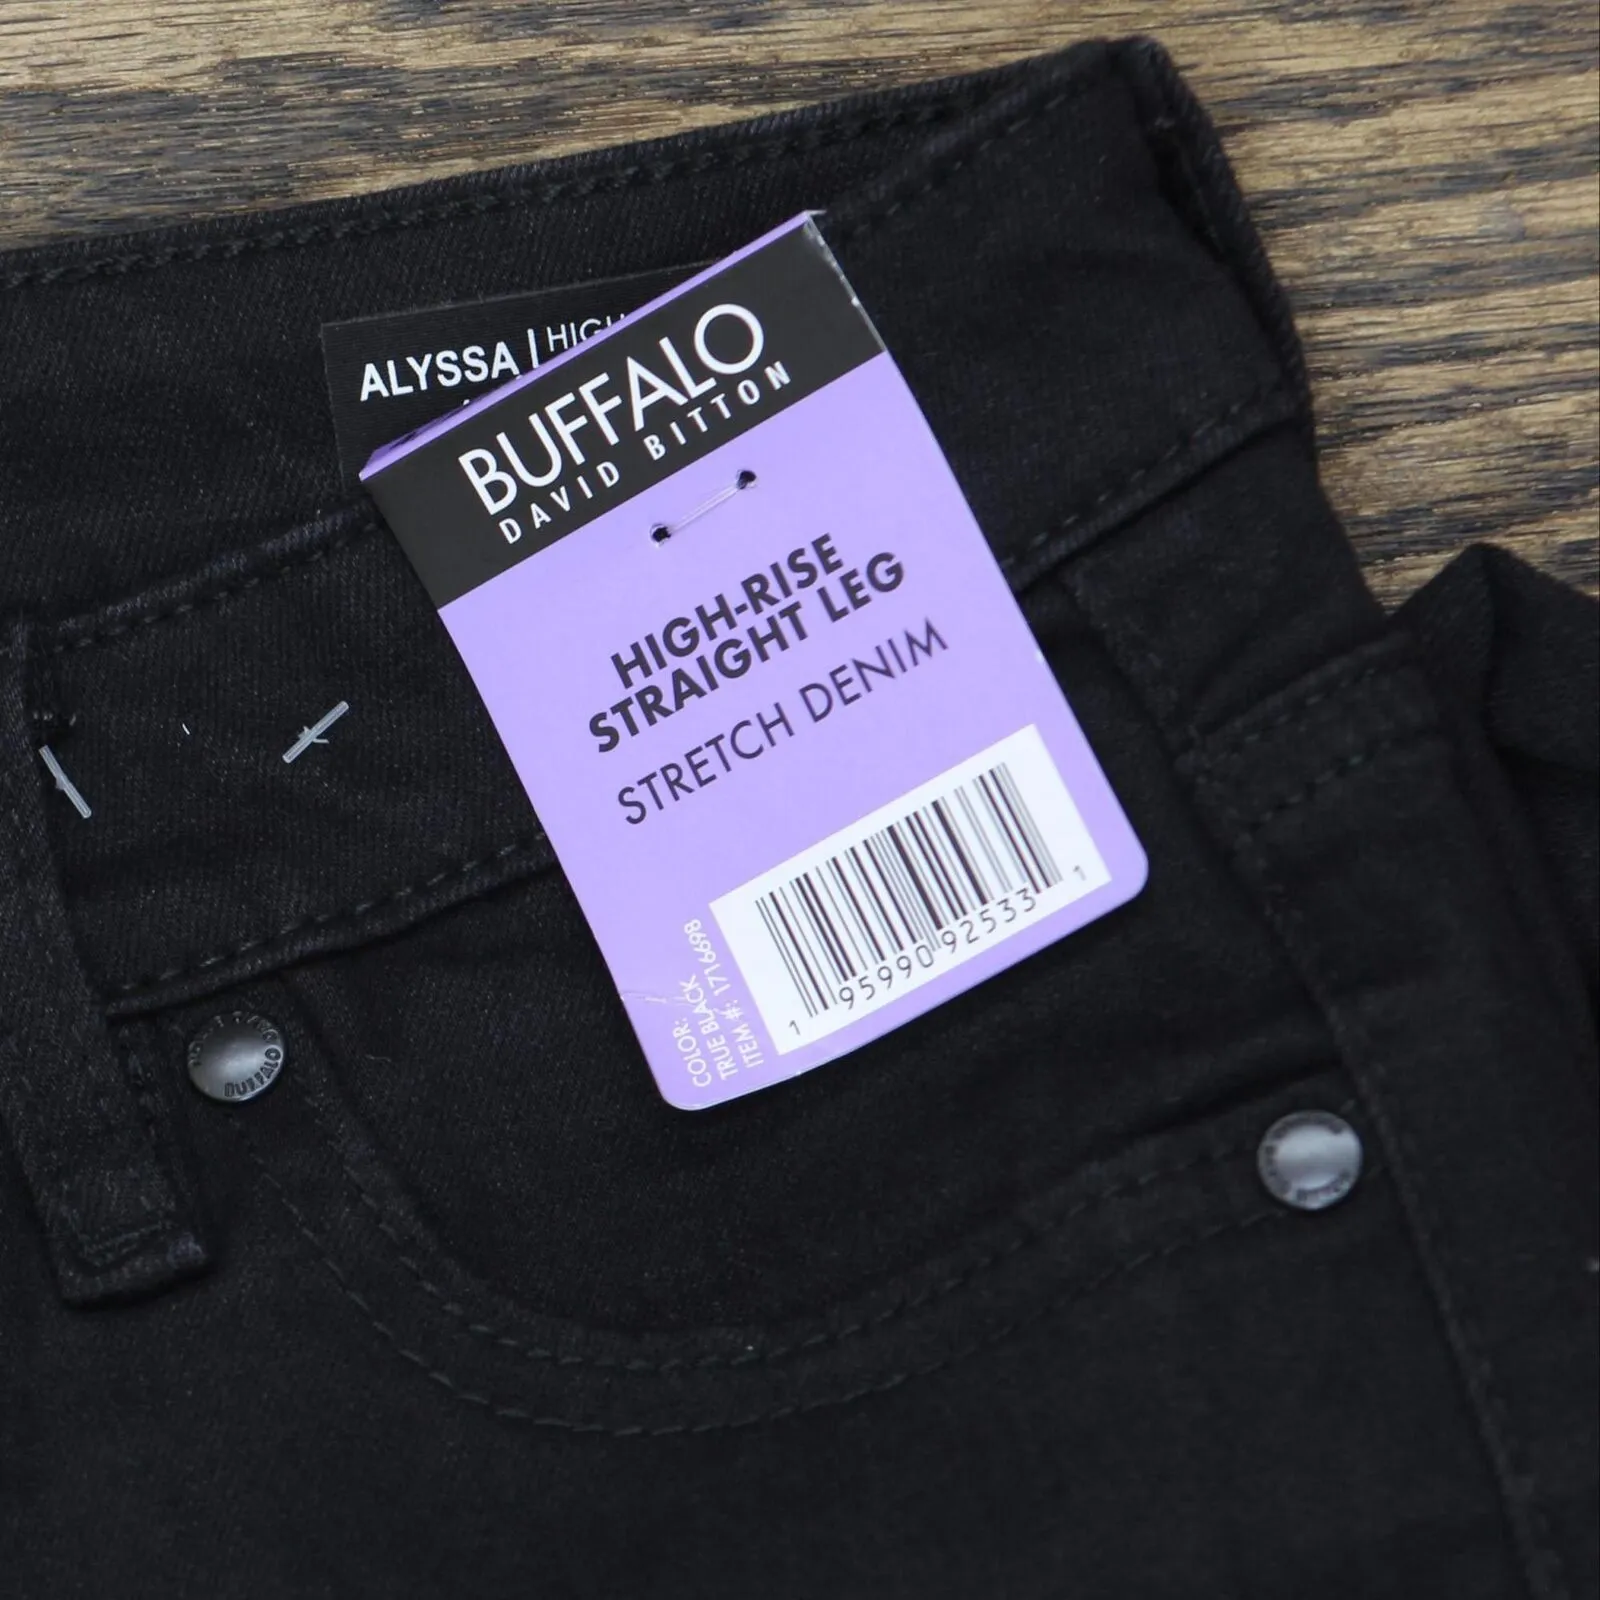 ALYSSA
BUFFALO
DAVID BITTON
HIGH-RISE
STRAIGHT LEG
STRETCH DENIM
1 95990 92533 1
COLOR:
TRUE BLACK
ITEM #: 1716698
BUFFALO